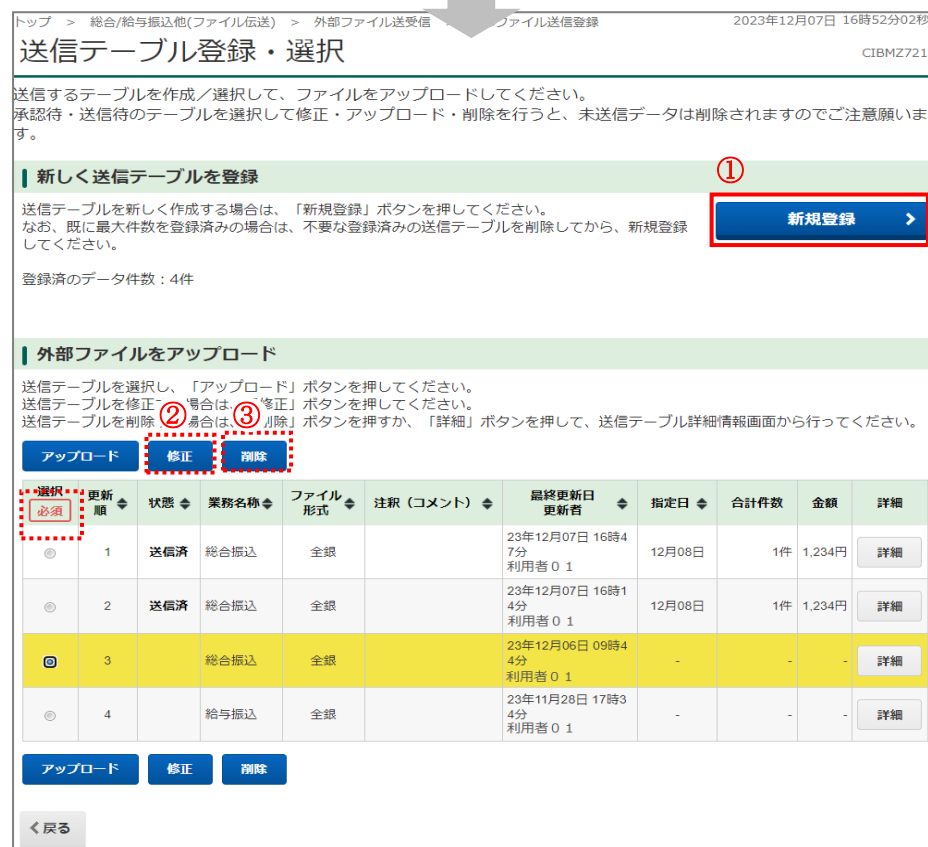 トップ > 総合/給与振込他(ファイル伝送) > 外部ファイル送受信 ファイル送信登録 2023年12月07日 16時52分02秒
送信テーブル登録・選択 CIBMZ721
送信するテーブルを作成／選択して、ファイルをアップロードしてください。
承認待・送信待のテーブルを選択して修正・アップロード・削除を行うと、未送信データは削除されますのでご注意願いま
す。
新しく送信テーブルを登録 ①
送信テーブルを新しく作成する場合は、「新規登録」ボタンを押してください。
なお、既に最大件数を登録済みの場合は、不要な登録済みの送信テーブルを削除してから、新規登録
してください。
新規登録 >
登録済のデータ件数：4件
外部ファイルをアップロード
送信テーブルを選択し、「アップロード」ボタンを押してください。
送信テーブルを修正 場合は、 修正」ボタンを押してください。
送信テーブルを削除 場合は、 削除」ボタンを押すか、「詳細」ボタンを押して、送信テーブル詳細情報画面から行ってください。
② ③
アップロード 修正 削除
選択 必須 更新順 状態 業務名称 ファイル形式 注釈（コメント） 最終更新日 更新者 指定日 合計件数 金額 詳細
23年12月07日 16時4
1 送信済 総合振込 全銀 7分 12月08日 1件 1,234円 詳細
利用者０１
23年12月07日 16時1
2 送信済 総合振込 全銀 4分 12月08日 1件 1,234円 詳細
利用者０１
23年12月06日 09時4
3 総合振込 全銀 4分 - - - 詳細
利用者０１
23年11月28日 17時3
4 給与振込 全銀 4分 - - - 詳細
利用者０１
アップロード 修正 削除
< 戻る